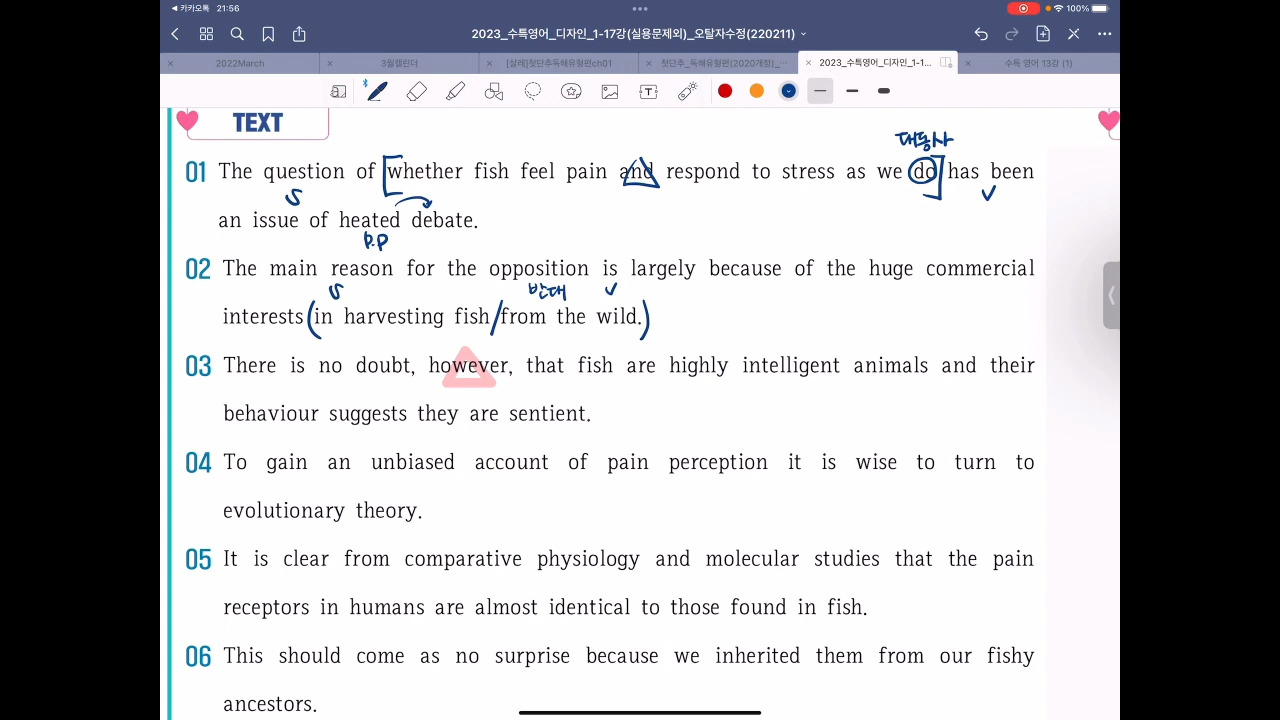 ◀ 카카오톡 21:56
100%
2023_수특영어_디자인_1-17강(실용문제외)_오탈자수정(220211)
2022March
3월캘린더
[실례]첫단추독해유형편ch01
첫단추_독해유형편(2020개정)_...
2023_수특영어_디자인_1-1...
수특 영어 13강 (1)
TEXT
대동사
01 The question of [whether fish feel pain and respond to stress as we do] has been
S V
an issue of heated debate.
p.p
02 The main reason for the opposition is largely because of the huge commercial
S 반대 V
interests (in harvesting fish/from the wild.)
03 There is no doubt, however, that fish are highly intelligent animals and their
behaviour suggests they are sentient.
04 To gain an unbiased account of pain perception it is wise to turn to
evolutionary theory.
05 It is clear from comparative physiology and molecular studies that the pain
receptors in humans are almost identical to those found in fish.
06 This should come as no surprise because we inherited them from our fishy
ancestors.